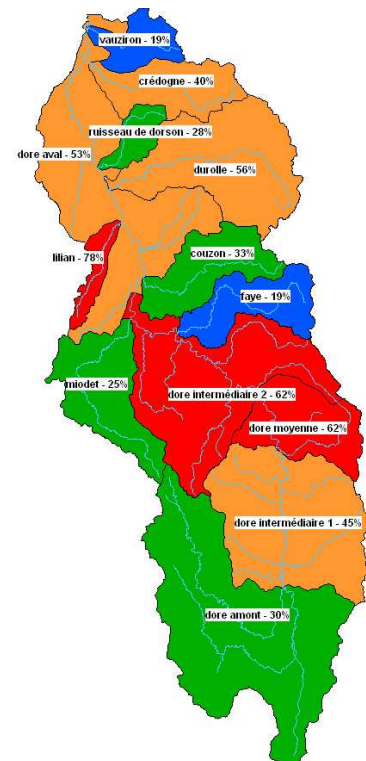 vauziron - 19%
crédogne - 40%
ruisseau de dorson - 28%
dore aval - 53%
durolle - 56%
couzon - 33%
lilian - 78%
faye - 19%
miodet - 25%
dore intermédiaire 2 - 62%
dore moyenne - 62%
dore intermédiaire 1 - 45%
dore amont - 30%